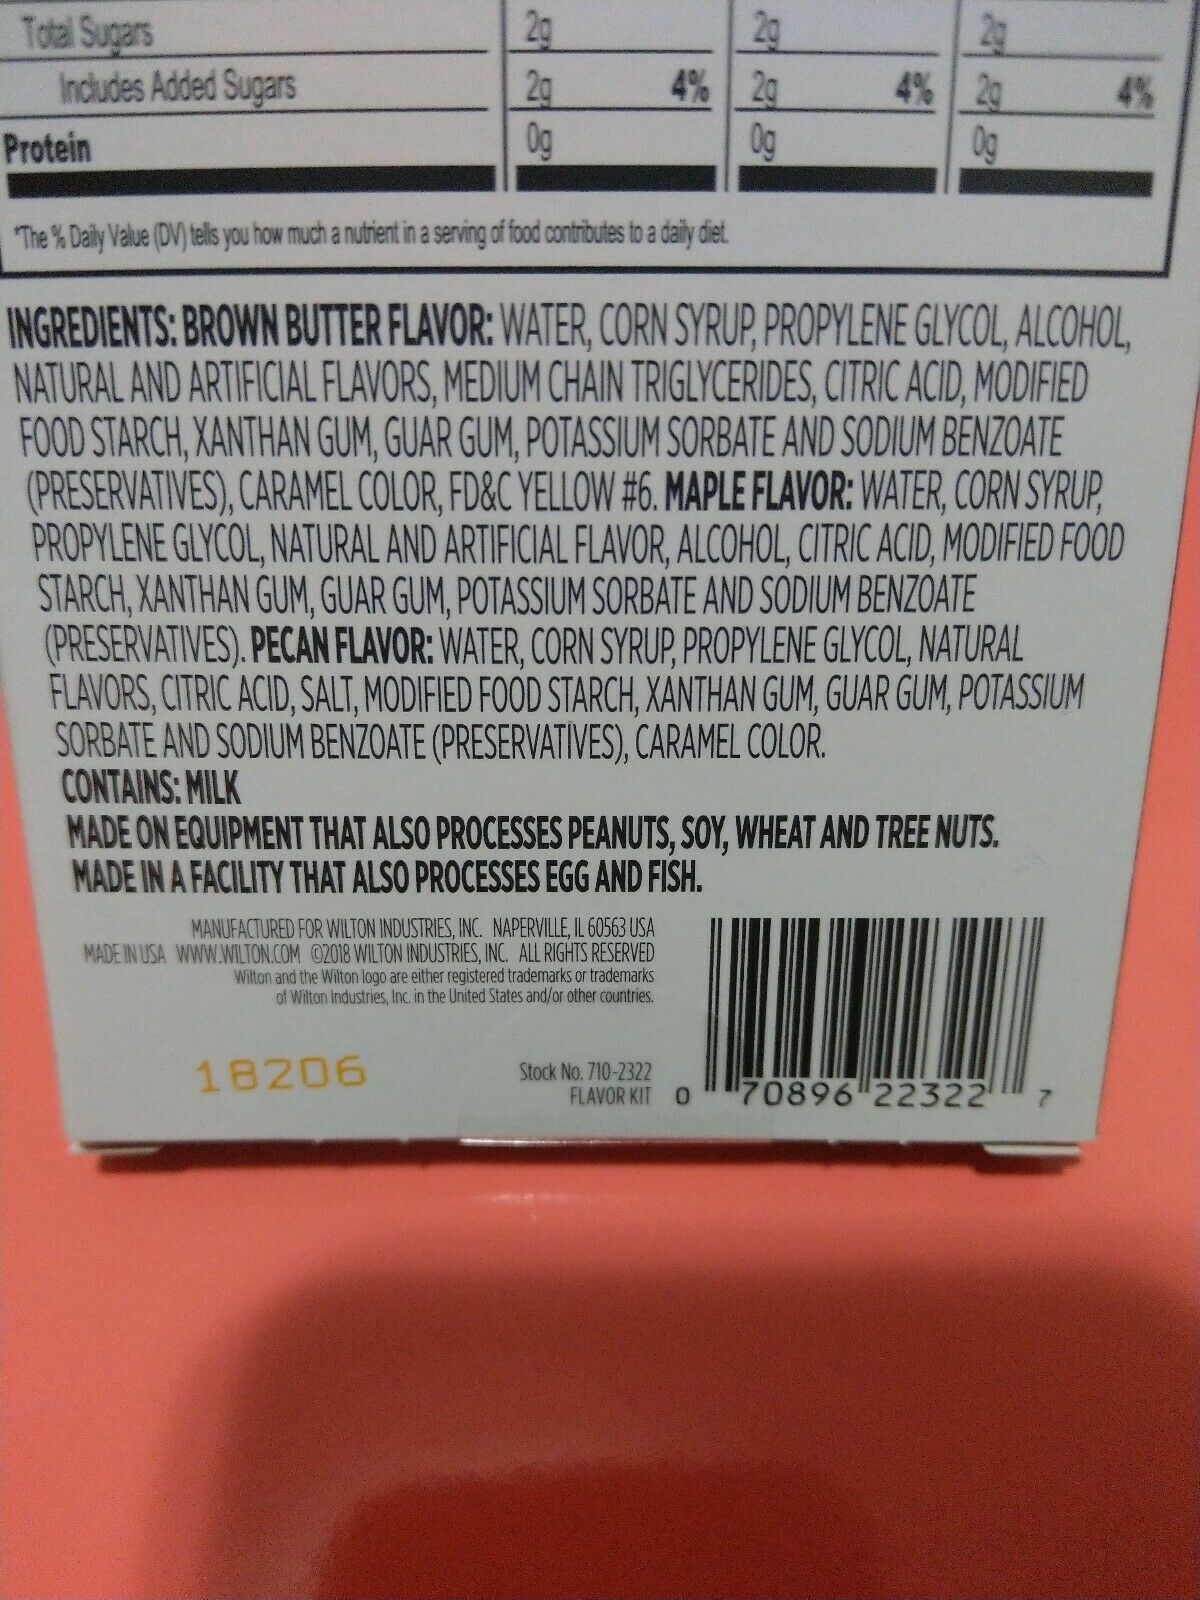 Total Sugars 2g 2g 2g
Includes Added Sugars 2g 4% 2g 4% 2g 4%
Protein 0g 0g 0g
*The % Daily Value (DV) tells you how much a nutrient in a serving of food contributes to a daily diet.
INGREDIENTS: BROWN BUTTER FLAVOR: WATER, CORN SYRUP, PROPYLENE GLYCOL, ALCOHOL,
NATURAL AND ARTIFICIAL FLAVORS, MEDIUM CHAIN TRIGLYCERIDES, CITRIC ACID, MODIFIED
FOOD STARCH, XANTHAN GUM, GUAR GUM, POTASSIUM SORBATE AND SODIUM BENZOATE
(PRESERVATIVES), CARAMEL COLOR, FD&C YELLOW #6. MAPLE FLAVOR: WATER, CORN SYRUP,
PROPYLENE GLYCOL, NATURAL AND ARTIFICIAL FLAVOR, ALCOHOL, CITRIC ACID, MODIFIED FOOD
STARCH, XANTHAN GUM, GUAR GUM, POTASSIUM SORBATE AND SODIUM BENZOATE
(PRESERVATIVES). PECAN FLAVOR: WATER, CORN SYRUP, PROPYLENE GLYCOL, NATURAL
FLAVORS, CITRIC ACID, SALT, MODIFIED FOOD STARCH, XANTHAN GUM, GUAR GUM, POTASSIUM
SORBATE AND SODIUM BENZOATE (PRESERVATIVES), CARAMEL COLOR.
CONTAINS: MILK
MADE ON EQUIPMENT THAT ALSO PROCESSES PEANUTS, SOY, WHEAT AND TREE NUTS.
MADE IN A FACILITY THAT ALSO PROCESSES EGG AND FISH.
MANUFACTURED FOR WILTON INDUSTRIES, INC. NAPERVILLE, IL 60563 USA
MADE IN USA WWW.WILTON.COM ©2018 WILTON INDUSTRIES, INC. ALL RIGHTS RESERVED
Wilton and the Wilton logo are either registered trademarks or trademarks
of Wilton Industries, Inc. in the United States and/or other countries.
18206
Stock No. 710-2322
FLAVOR KIT
0 70896 22322 7